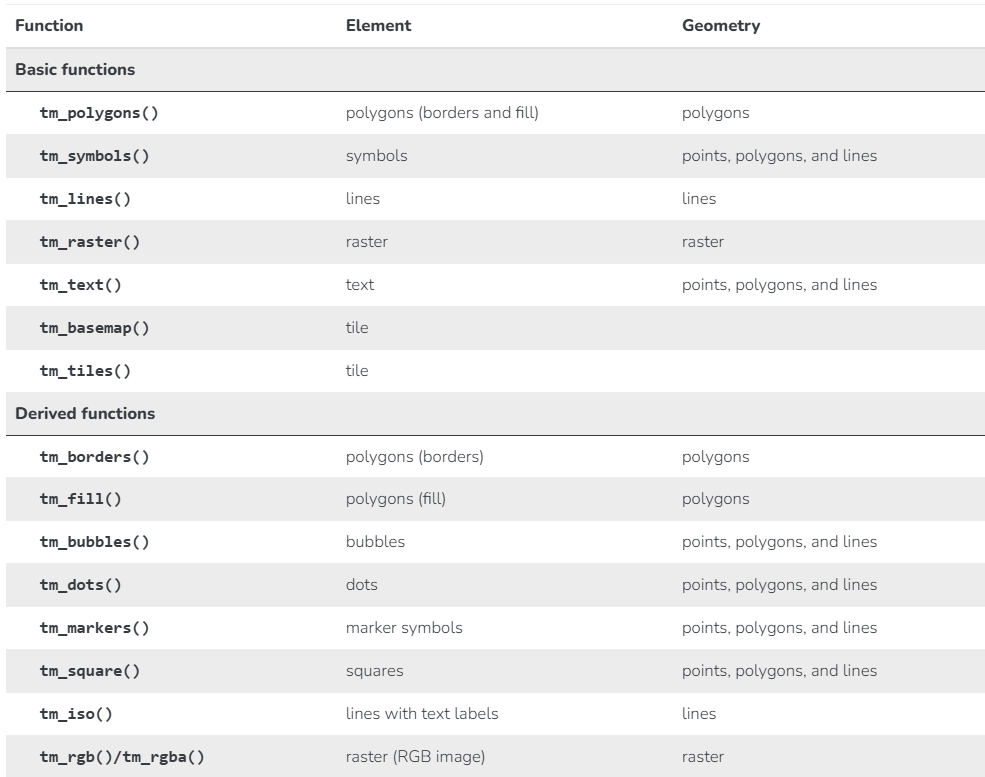 Function Element Geometry
Basic functions
tm_polygons() polygons (borders and fill) polygons
tm_symbols() symbols points, polygons, and lines
tm_lines() lines lines
tm_raster() raster raster
tm_text() text points, polygons, and lines
tm_basemap() tile
tm_tiles() tile
Derived functions
tm_borders() polygons (borders) polygons
tm_fill() polygons (fill) polygons
tm_bubbles() bubbles points, polygons, and lines
tm_dots() dots points, polygons, and lines
tm_markers() marker symbols points, polygons, and lines
tm_square() squares points, polygons, and lines
tm_iso() lines with text labels lines
tm_rgb()/tm_rgba() raster (RGB image) raster